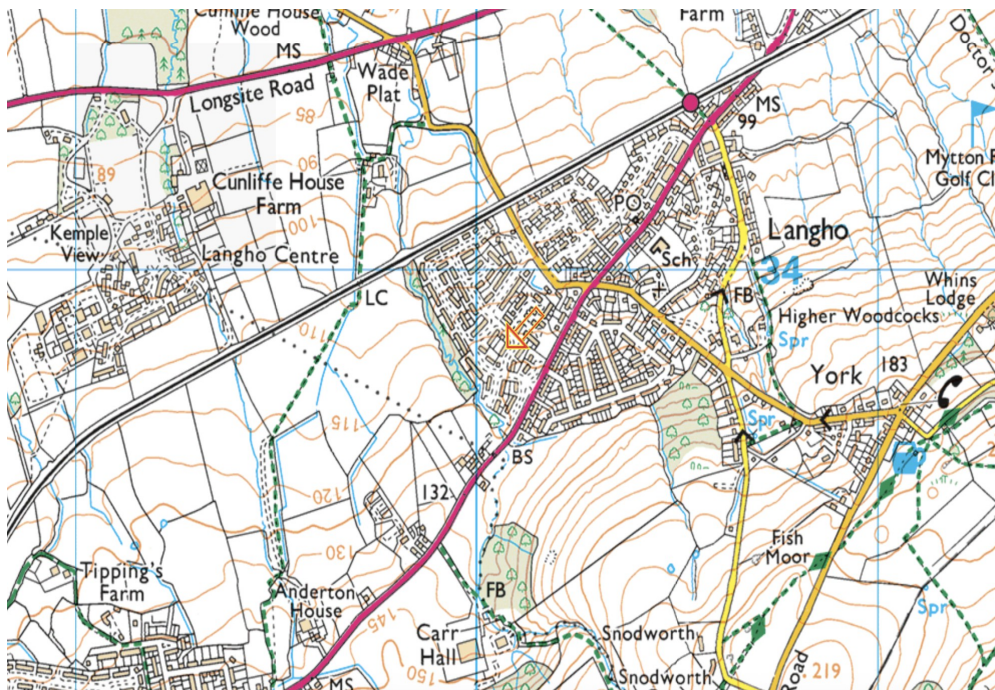 Cunliffe House
Wood
MS
Longsite Road
Wade
Plat
85
89
90
Cunliffe House
Farm
100
Kemple
View
Langho Centre
LC
110
115
120
130
132
BS
Tipping's
Farm
Anderton
House
145
MS
FB
Carr
Hall
150
Snodworth
Snodworth
Road
219
Fish
Moor
Spr
Farm
MS
99
PO
Sch
Langho
34
FB
Higher Woodcocks
Spr
Whins
Lodge
York
183
Spr
P
Mytton
Golf
Doctor